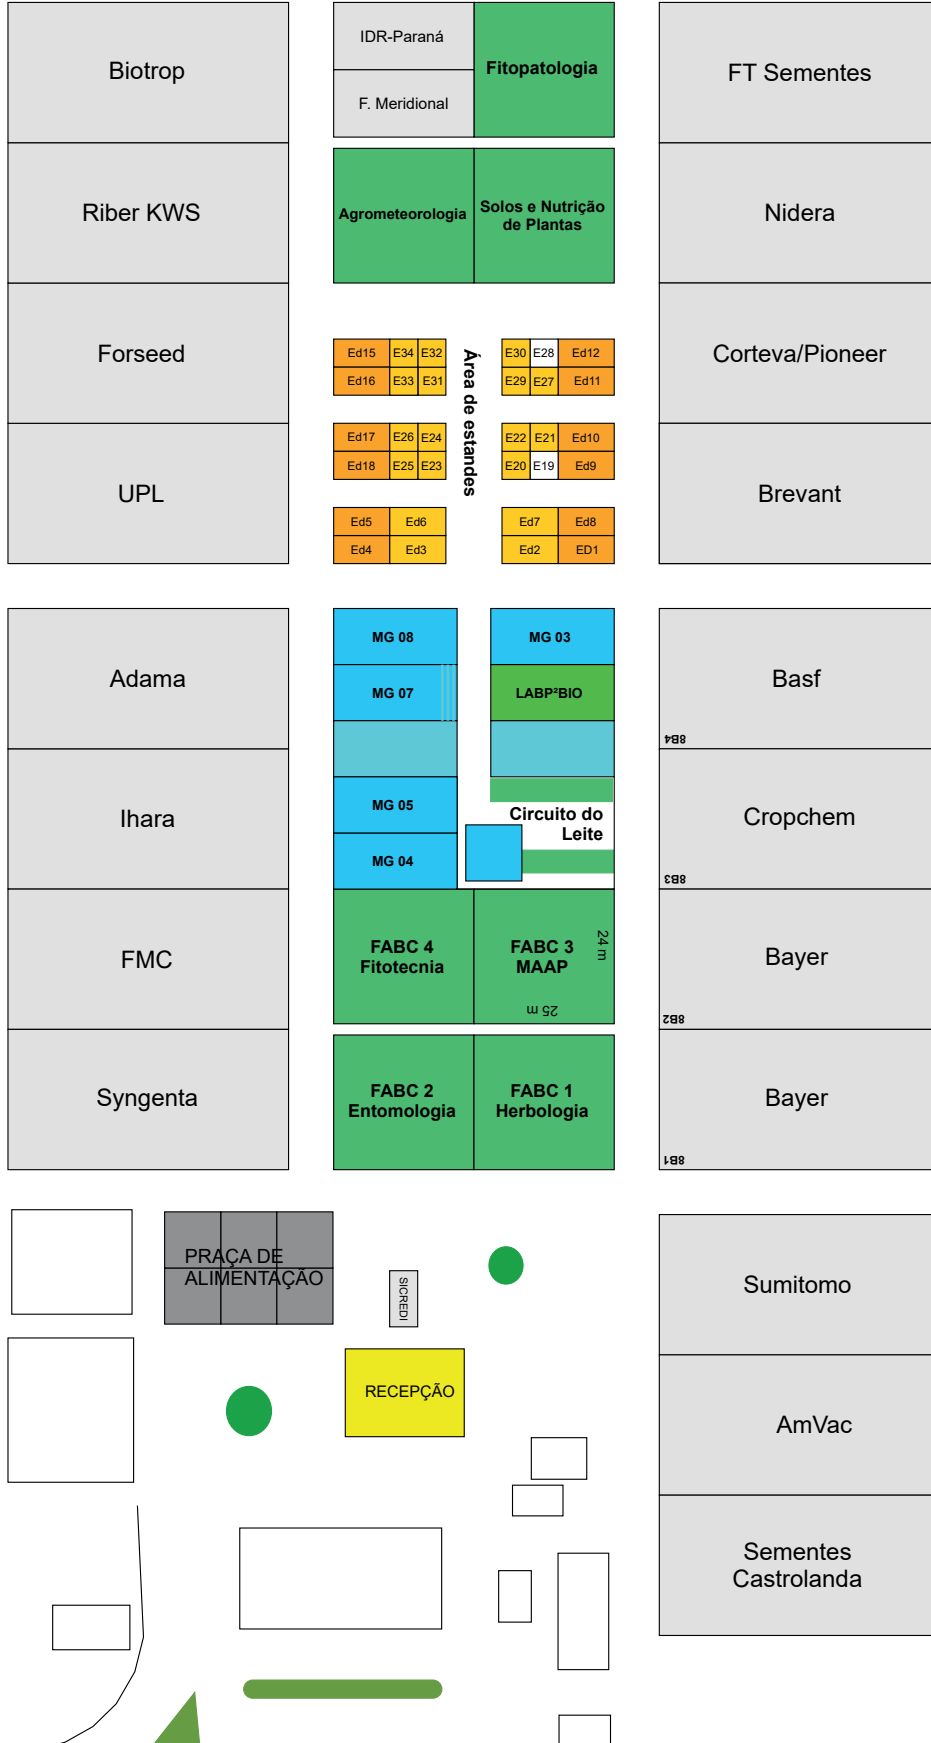 Biotrop
IDR-Paraná
F. Meridional
Fitopatologia
FT Sementes
Riber KWS
Agrometeorologia
Solos e Nutrição
de Plantas
Nidera
Forseed
Ed15 E34 E32
Ed16 E33 E31
Área de estandes
E30 E28 Ed12
E29 E27 Ed11
Corteva/Pioneer
UPL
Ed17 E26 E24
Ed18 E25 E23
E22 E21 Ed10
E20 E19 Ed9
Ed5 Ed6
Ed4 Ed3
Ed7 Ed8
Ed2 ED1
Brevant
Adama
MG 08
MG 03
MG 07
LABP²BIO
Basf
8B4
Ihara
MG 05
MG 04
Circuito do
Leite
Cropchem
8B3
FMC
FABC 4
Fitotecnia
FABC 3
MAAP
24 m
25 m
Bayer
8B2
Syngenta
FABC 2
Entomologia
FABC 1
Herbologia
Bayer
8B1
PRAÇA DE
ALIMENTAÇÃO
SICREDI
RECEPÇÃO
Sumitomo
AmVac
Sementes
Castrolanda